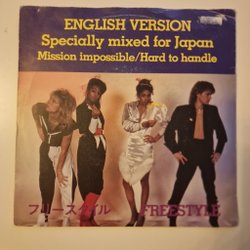 ENGLISH VERSION
Specially mixed for Japan
Mission impossible/Hard to handle
フリースタイル FREESTYLE